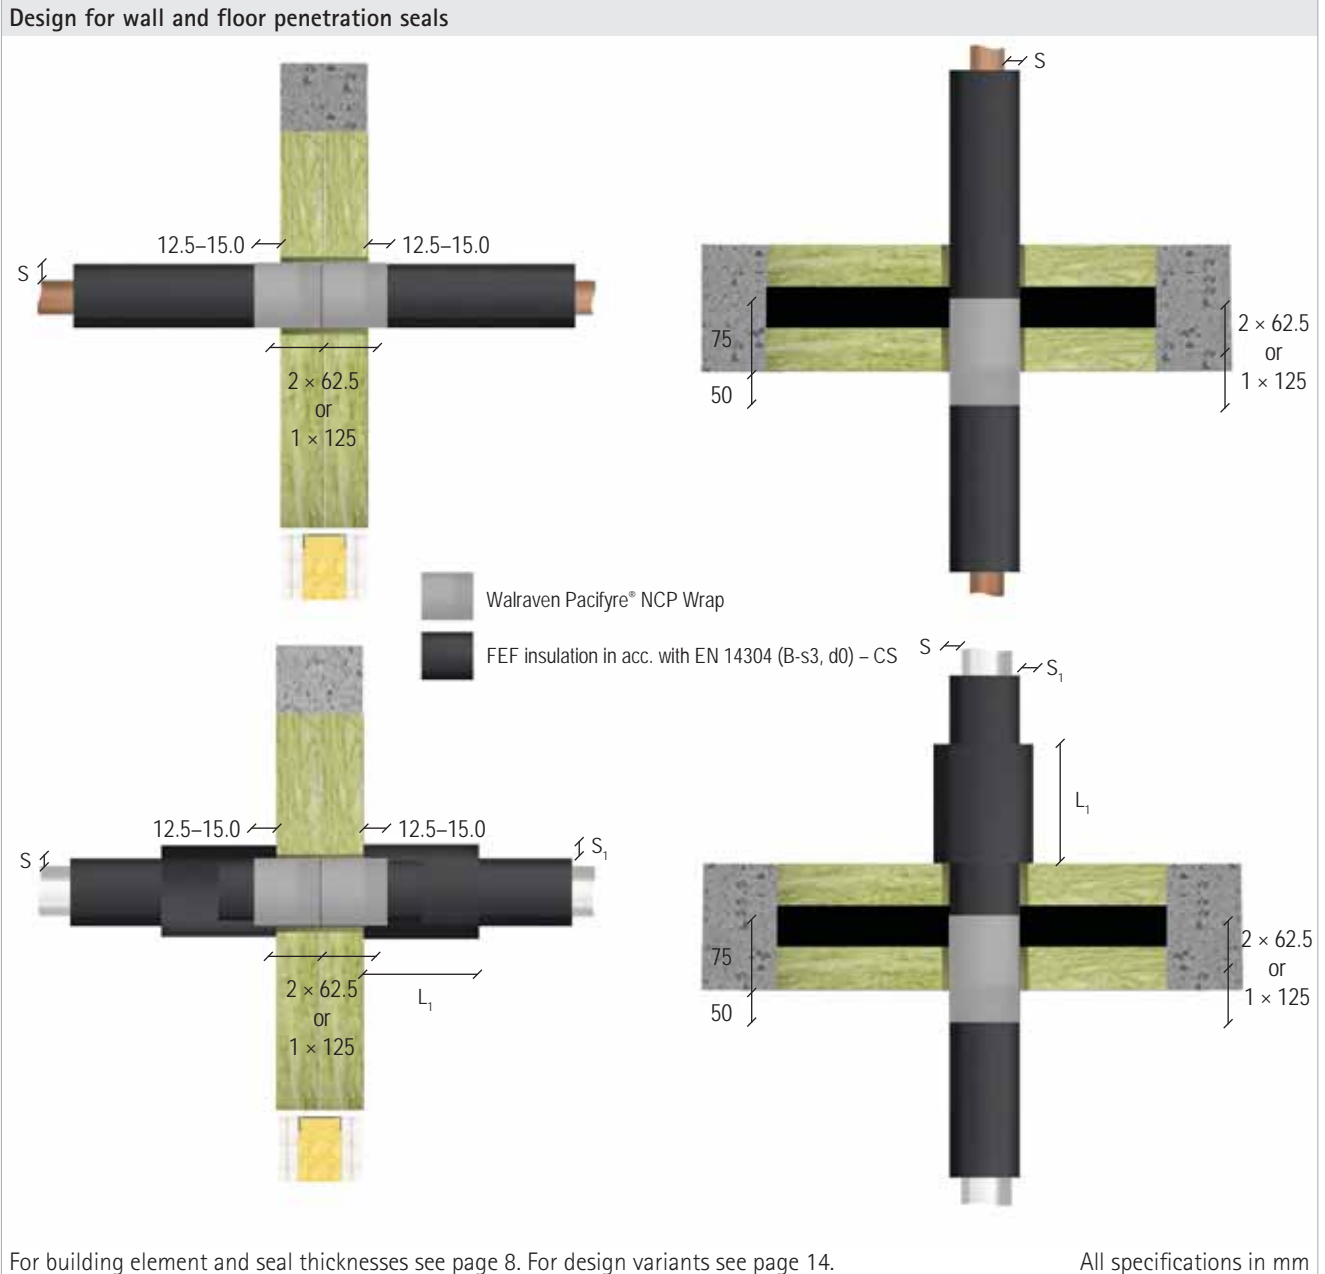 Design for wall and floor penetration seals
S
12.5–15.0
12.5–15.0
S
2 × 62.5
or
1 × 125
75
50
2 × 62.5
or
1 × 125
Walraven Pacifyre® NCP Wrap
FEF insulation in acc. with EN 14304 (B-s3, d0) – CS
S
S₁
12.5–15.0
12.5–15.0
S
S₁
2 × 62.5
or
1 × 125
L₁
L₁
75
50
2 × 62.5
or
1 × 125
For building element and seal thicknesses see page 8. For design variants see page 14.
All specifications in mm